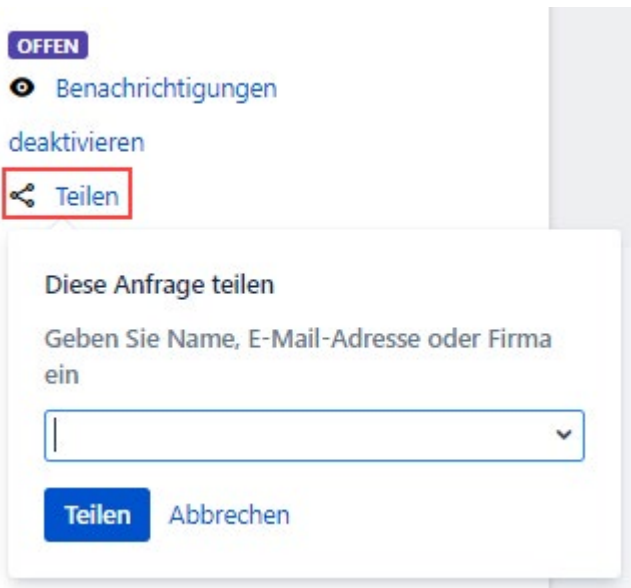 OFFEN
Benachrichtigungen
deaktivieren
Teilen
Diese Anfrage teilen
Geben Sie Name, E-Mail-Adresse oder Firma
ein
Teilen Abbrechen